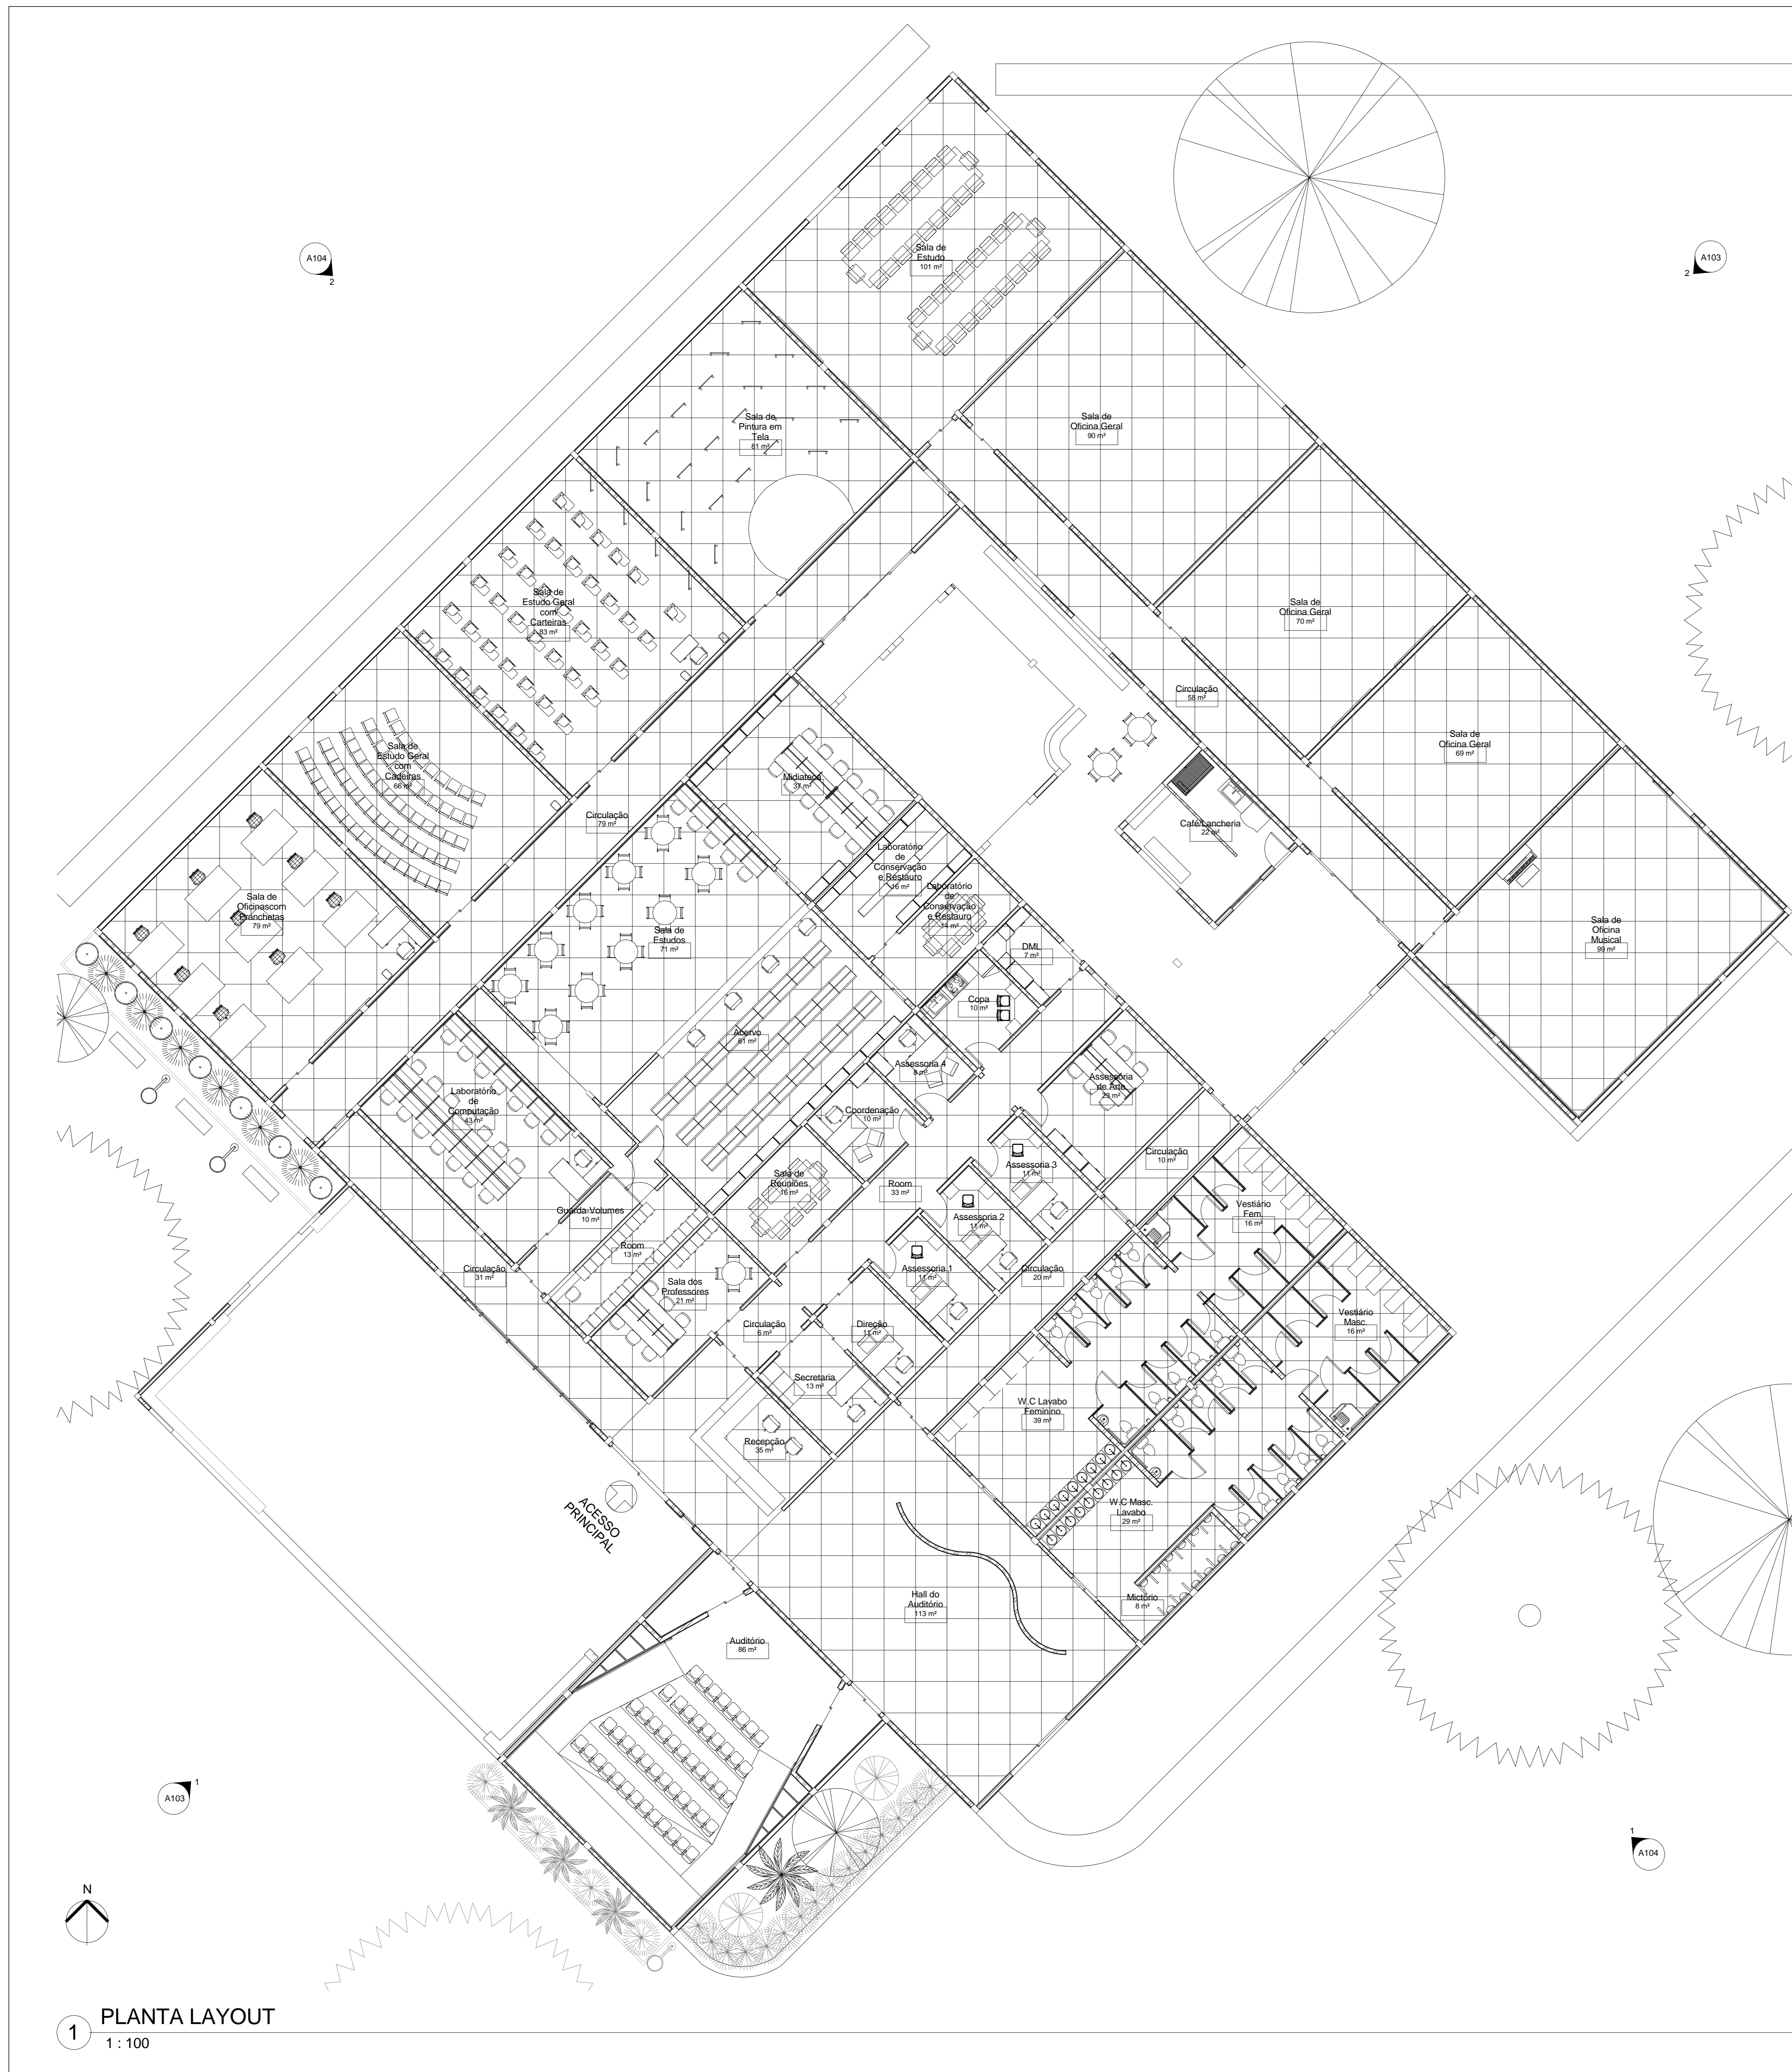 A104
2
2
A103
Sala de
Estudo
101 m²
Sala de
Pintura em
Tela
81 m²
Sala de
Oficina Geral
90 m²
Sala de
Estudo Geral
com
Carteiras
83 m²
Sala de
Oficina Geral
70 m²
Circulação
58 m²
Sala de
Oficina Geral
69 m²
Sala de
Estudo Geral
com
Cadeiras
66 m²
Midiateca
37 m²
Circulação
79 m²
Café/Lancheria
22 m²
Laboratório
de
Conservação
e Restauro
16 m²
Laboratório
de
Conservação
e Restauro
14 m²
Sala de
Oficinascom
Pranchetas
79 m²
Sala de
Estudos
71 m²
Sala de
Oficina
Musical
99 m²
DML
7 m²
Copa
10 m²
Acervo
61 m²
Assessoria 4
8 m²
Assessoria
de Arte
23 m²
Laboratório
de
Computação
43 m²
Coordenação
10 m²
Circulação
10 m²
Assessoria 3
11 m²
Sala de
Reuniões
16 m²
Room
33 m²
Vestiário
Fem.
16 m²
Guarda-Volumes
10 m²
Assessoria 2
11 m²
Room
13 m²
Circulação
31 m²
Sala dos
Professores
21 m²
Assessoria 1
11 m²
Circulação
20 m²
Circulação
6 m²
Direção
11 m²
Vestiário
Masc.
16 m²
Secretaria
13 m²
W.C Lavabo
Feminino
39 m²
Recepção
35 m²
ACESSO
PRINCIPAL
W.C Masc.
Lavabo
29 m²
Hall do
Auditório
113 m²
Mictório
8 m²
Auditório
86 m²
1
A103
1
A104
N
1
PLANTA LAYOUT
1 : 100